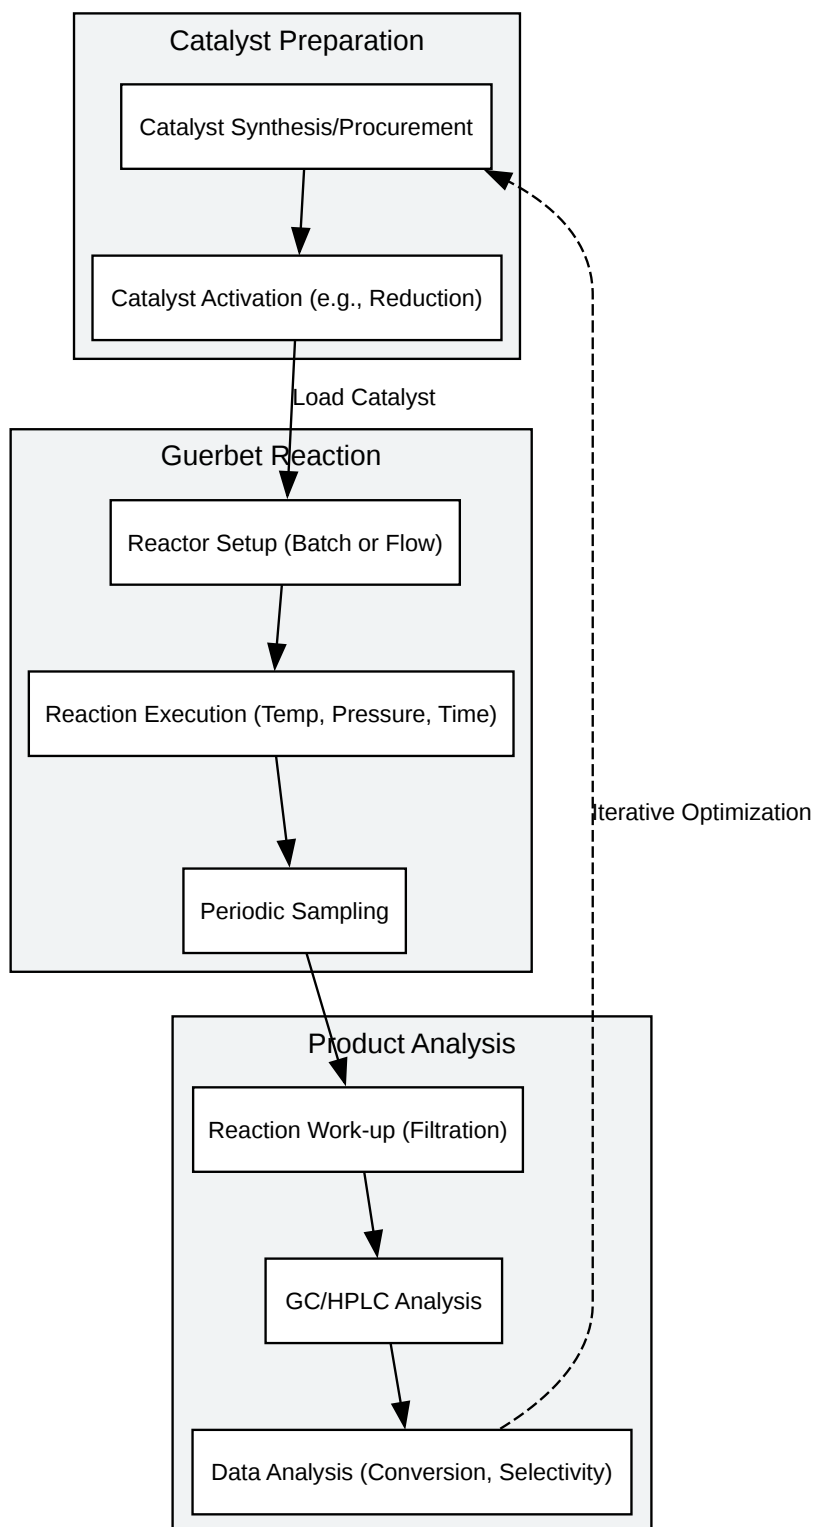 Catalyst Preparation
Catalyst Synthesis/Procurement
Catalyst Activation (e.g., Reduction)
Load Catalyst
Guerbet Reaction
Reactor Setup (Batch or Flow)
Reaction Execution (Temp, Pressure, Time)
Iterative Optimization
Periodic Sampling
Product Analysis
Reaction Work-up (Filtration)
GC/HPLC Analysis
Data Analysis (Conversion, Selectivity)